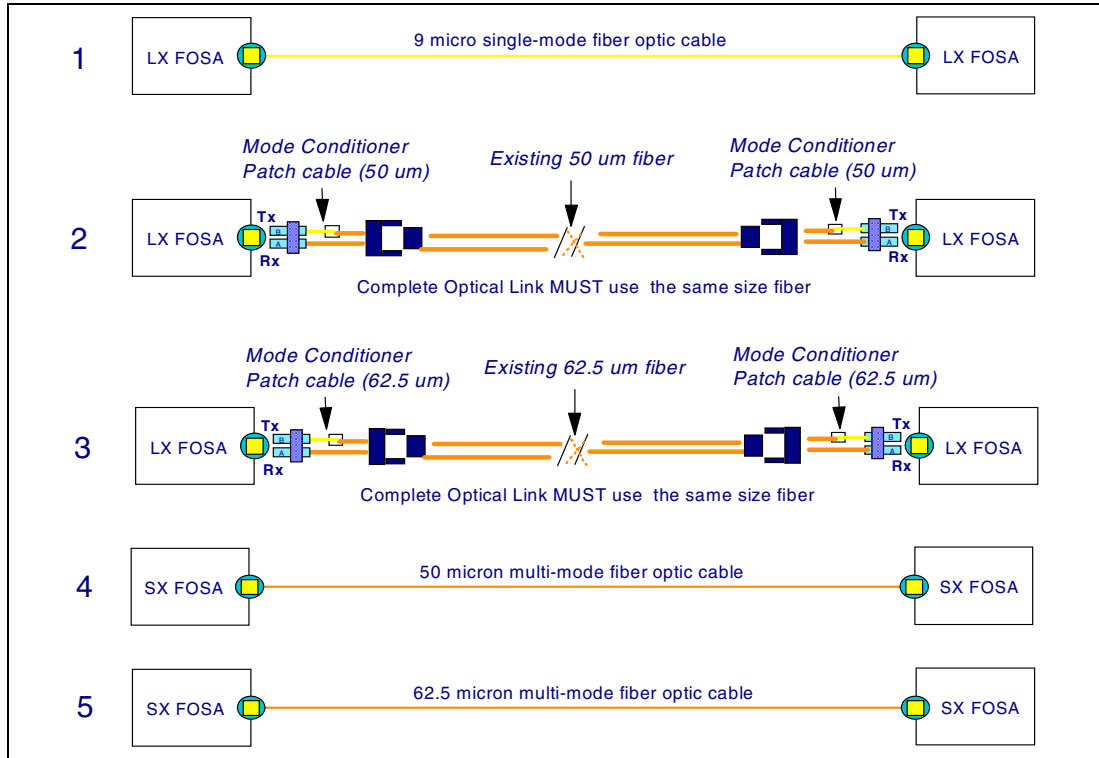 1
LX FOSA
9 micro single-mode fiber optic cable
LX FOSA
2
Mode Conditioner
Patch cable (50 um)
Existing 50 um fiber
Mode Conditioner
Patch cable (50 um)
LX FOSA
Tx
B
A
Rx
Tx
B
A
Rx
LX FOSA
Complete Optical Link MUST use the same size fiber
3
Mode Conditioner
Patch cable (62.5 um)
Existing 62.5 um fiber
Mode Conditioner
Patch cable (62.5 um)
LX FOSA
Tx
B
A
Rx
Tx
B
A
Rx
LX FOSA
Complete Optical Link MUST use the same size fiber
4
SX FOSA
50 micron multi-mode fiber optic cable
SX FOSA
5
SX FOSA
62.5 micron multi-mode fiber optic cable
SX FOSA